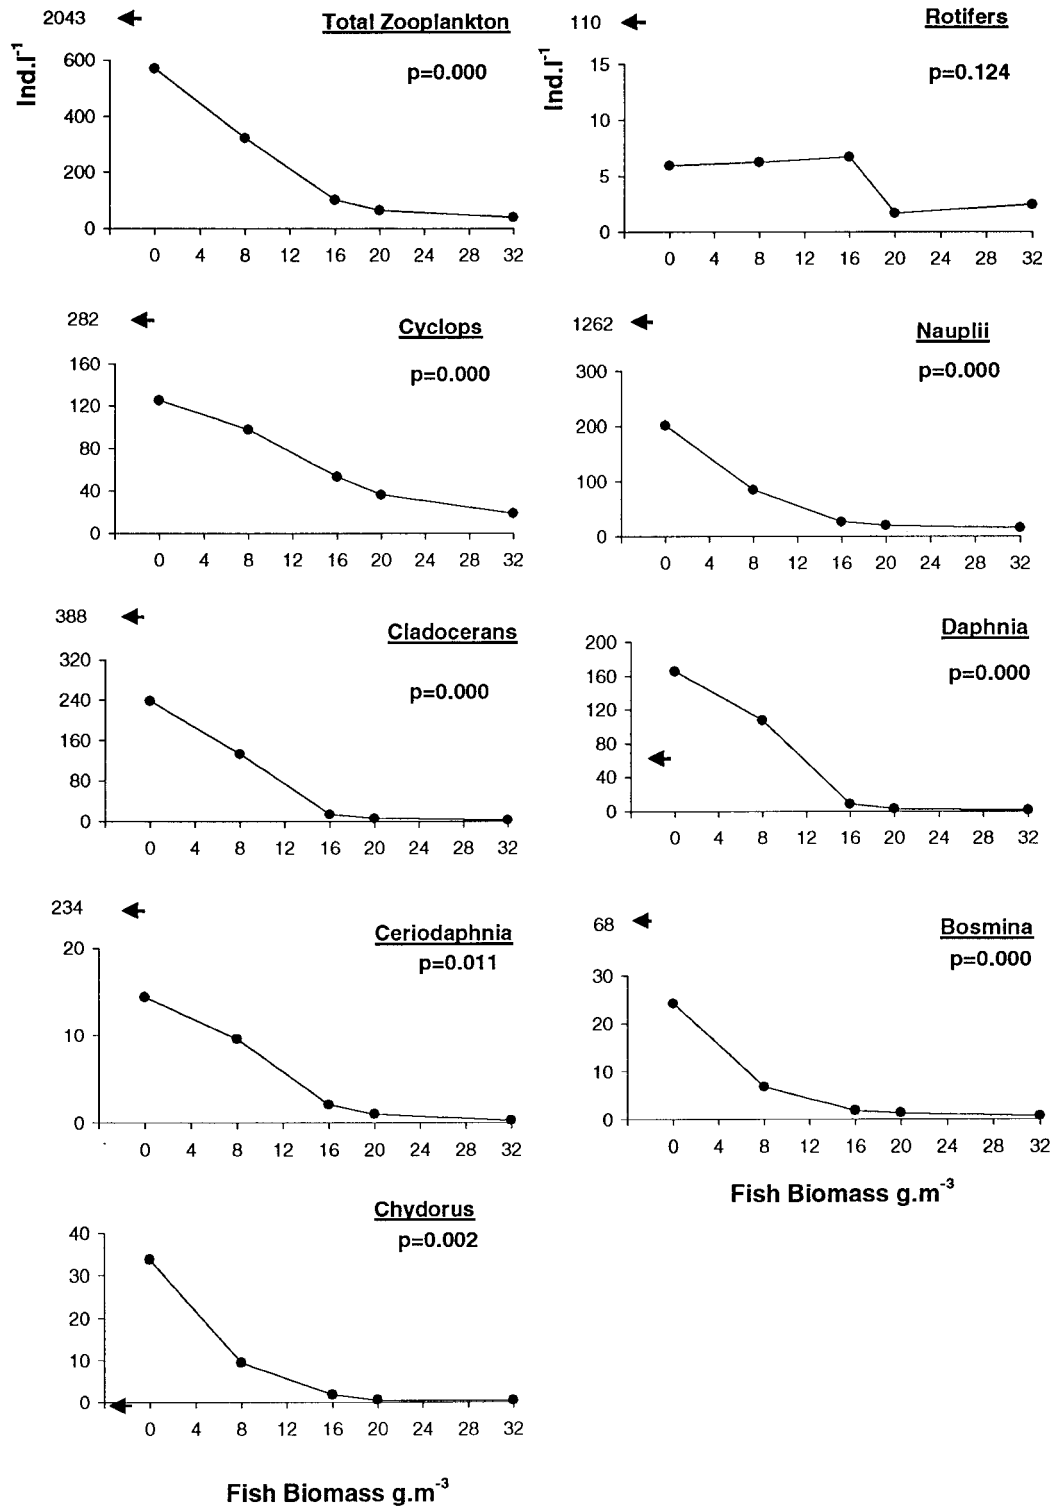 2043
Total Zooplankton
Ind.l⁻¹
p=0.000
600
400
200
0
0 4 8 12 16 20 24 28 32
110
Rotifers
Ind.l⁻¹
p=0.124
15
10
5
0
0 4 8 12 16 20 24 28 32
282
Cyclops
p=0.000
160
120
80
40
0
0 4 8 12 16 20 24 28 32
1262
Nauplii
p=0.000
300
200
100
0
0 4 8 12 16 20 24 28 32
388
Cladocerans
p=0.000
320
240
160
80
0
0 4 8 12 16 20 24 28 32
Daphnia
p=0.000
200
160
120
80
40
0
0 4 8 12 16 20 24 28 32
234
Ceriodaphnia
p=0.011
20
10
0
0 4 8 12 16 20 24 28 32
68
Bosmina
p=0.000
30
20
10
0
0 4 8 12 16 20 24 28 32
Fish Biomass g.m⁻³
Chydorus
p=0.002
40
30
20
10
0
0 4 8 12 16 20 24 28 32
Fish Biomass g.m⁻³